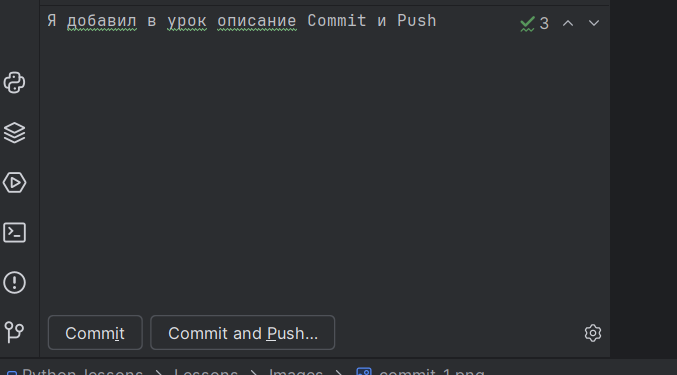 Я добавил в урок описание Commit и Push
3
Commit
Commit and Push...
Python_lessons > Lessons > Images > commit_1.png